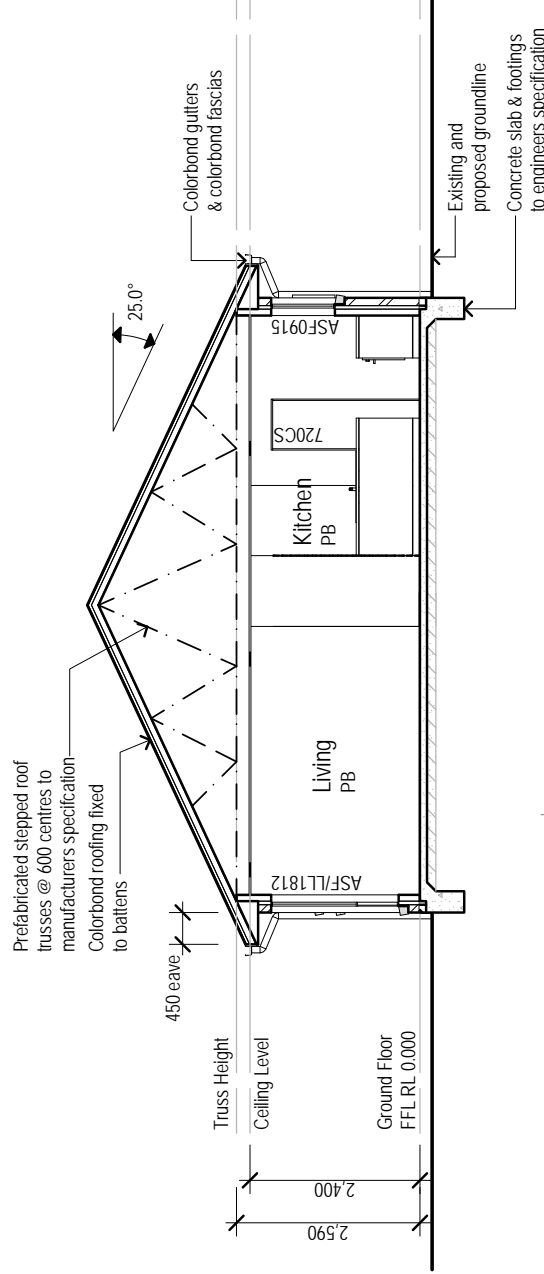 Prefabricated stepped roof
trusses @ 600 centres to
manufacturers specifcation
Colorbond roofing fixed
to battens
450 eave
25.0°
Colorbond gutters
& colorbond fascias
Truss Height
Ceiling Level
Ground Floor
FFL RL 0.000
2,400
2,590
ASF/LL1812
Living
PB
Kitchen
PB
720CS
ASF0915
Existing and
proposed groundline
Concrete slab & footings
to engineers specification